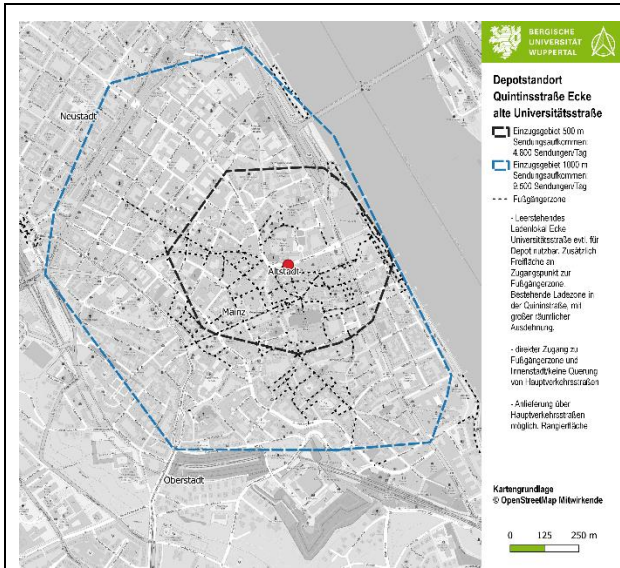 BERGISCHE
UNIVERSITÄT
WUPPERTAL
Depotstandort
Quintinsstraße Ecke
alte Universitätsstraße
Einzugsgebiet 500 m
Sendungsaufkommen:
4.800 Sendungen/Tag
Einzugsgebiet 1000 m
Sendungsaufkommen:
9.500 Sendungen/Tag
Fußgängerzone
- Leerstehendes
Ladenlokal Ecke
Universitätsstraße evtl. für
Depot nutzbar. Zusätzlich
Freifläche an
Zugangspunkt zur
Fußgängerzone.
Bestehende Ladezone in
der Quininstraße, mit
großer räumlicher
Ausdehnung.
- direkter Zugang zu
Fußgängerzone und
Innenstadt/keine Querung
von Hauptverkehrsstraßen
- Anlieferung über
Hauptverkehrsstraßen
möglich. Rangierfläche
Kartengrundlage
© OpenStreetMap Mitwirkende
0 125 250 m
Neustadt
Altstadt
Mainz
Oberstadt